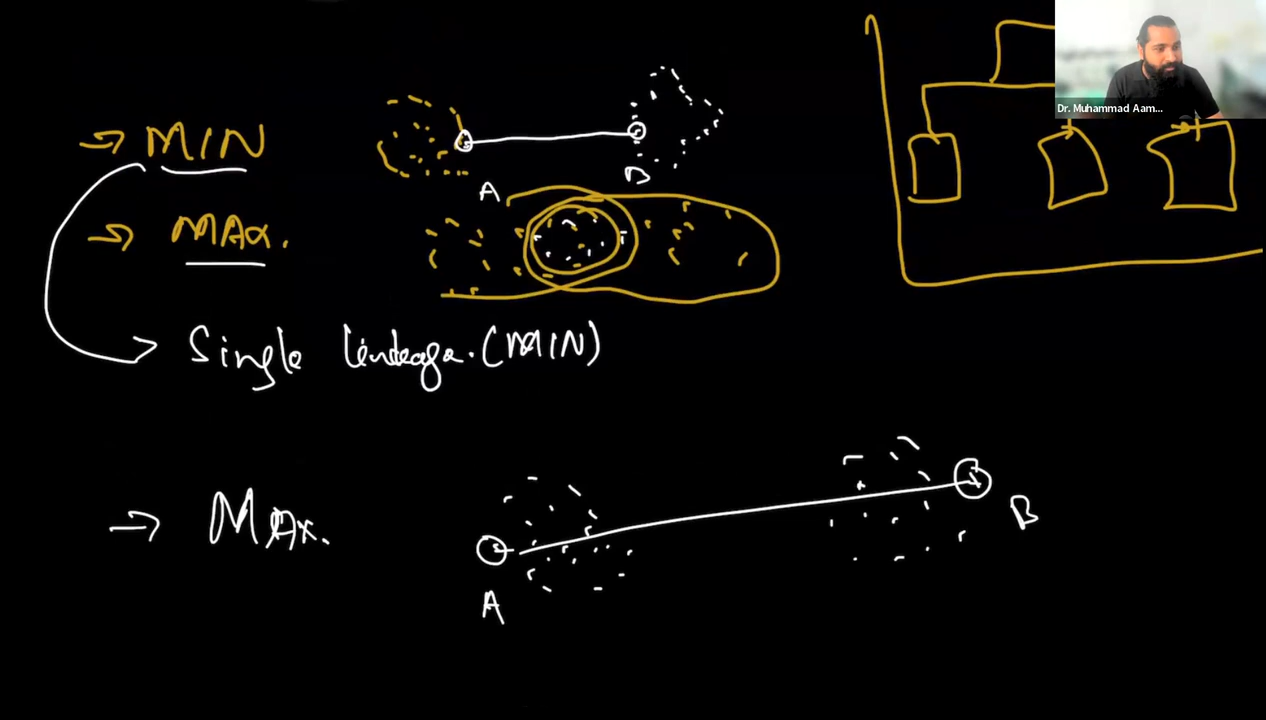 Dr. Muhammad Aam...
→ MIN
A
B
→ MAX.
→ Single linkage. (MIN)
→ MAx.
B
A